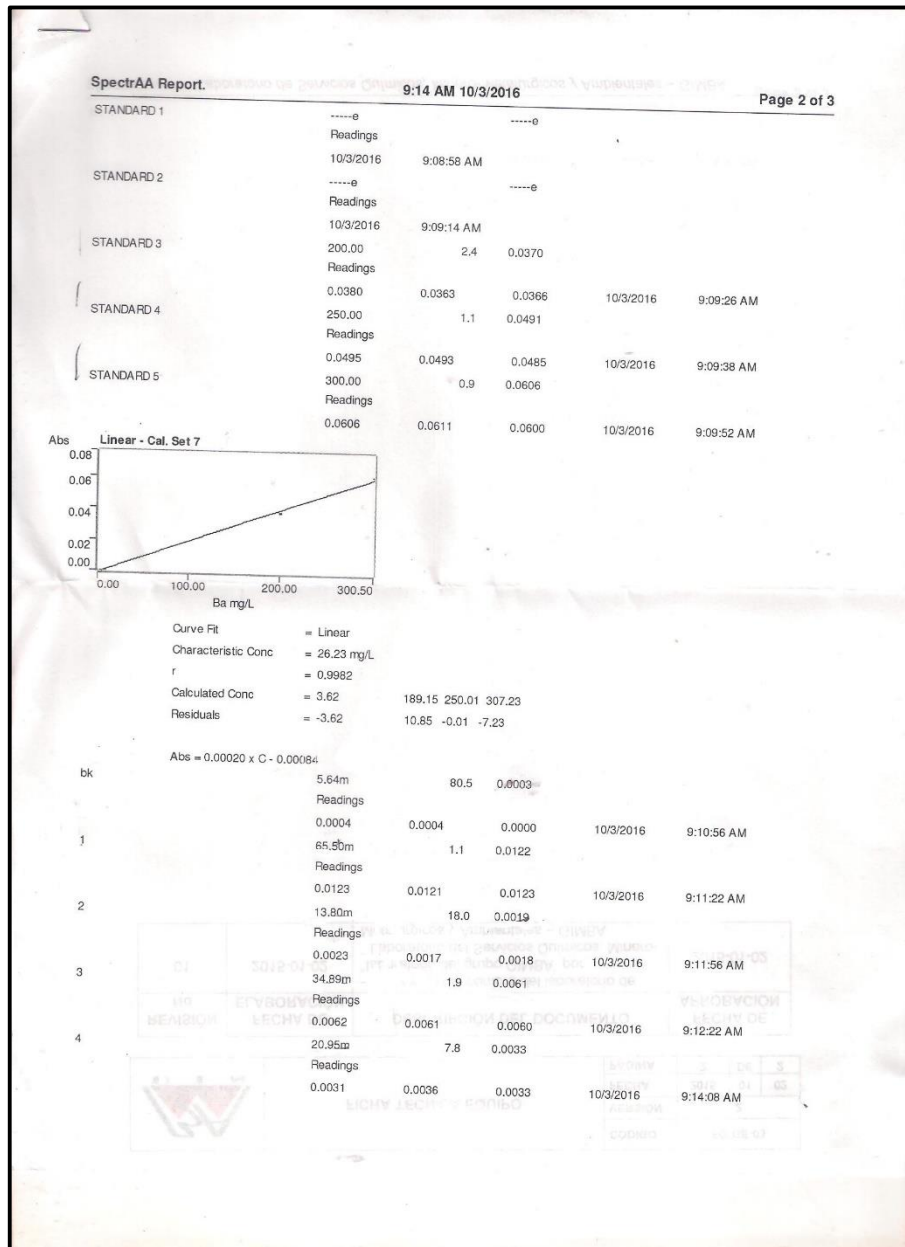 SpectrAA Report. 9:14 AM 10/3/2016 Page 2 of 3
STANDARD 1 -----e -----e
Readings
10/3/2016 9:08:58 AM
STANDARD 2 -----e -----e
Readings
10/3/2016 9:09:14 AM
STANDARD 3 200.00 2.4 0.0370
Readings
0.0380 0.0363 0.0366 10/3/2016 9:09:26 AM
STANDARD 4 250.00 1.1 0.0491
Readings
0.0495 0.0493 0.0485 10/3/2016 9:09:38 AM
STANDARD 5 300.00 0.9 0.0606
Readings
0.0606 0.0611 0.0600 10/3/2016 9:09:52 AM
Abs Linear - Cal. Set 7
0.08
0.06
0.04
0.02
0.00
0.00 100.00 200.00 300.50
Ba mg/L
Curve Fit = Linear
Characteristic Conc = 26.23 mg/L
r = 0.9982
Calculated Conc = 3.62 189.15 250.01 307.23
Residuals = -3.62 10.85 -0.01 -7.23
Abs = 0.00020 x C - 0.00084
bk 5.64m 80.5 0.0003
Readings
0.0004 0.0004 0.0000 10/3/2016 9:10:56 AM
1 65.50m 1.1 0.0122
Readings
0.0123 0.0121 0.0123 10/3/2016 9:11:22 AM
2 13.80m 18.0 0.0019
Readings
0.0023 0.0017 0.0018 10/3/2016 9:11:56 AM
3 34.89m 1.9 0.0061
Readings
0.0062 0.0061 0.0060 10/3/2016 9:12:22 AM
4 20.95m 7.8 0.0033
Readings
0.0031 0.0036 0.0033 10/3/2016 9:14:08 AM